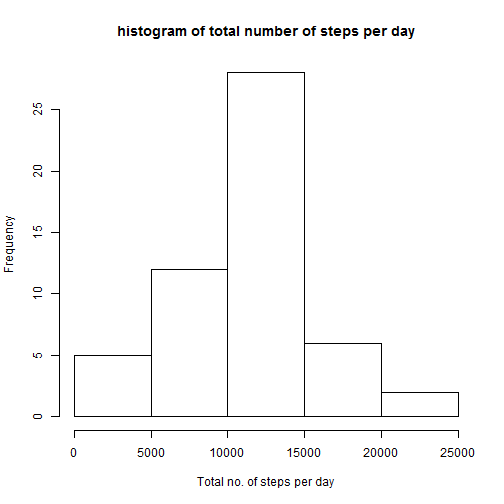 histogram of total number of steps per day
Frequency
25
20
15
10
5
0
0 5000 10000 15000 20000 25000
Total no. of steps per day